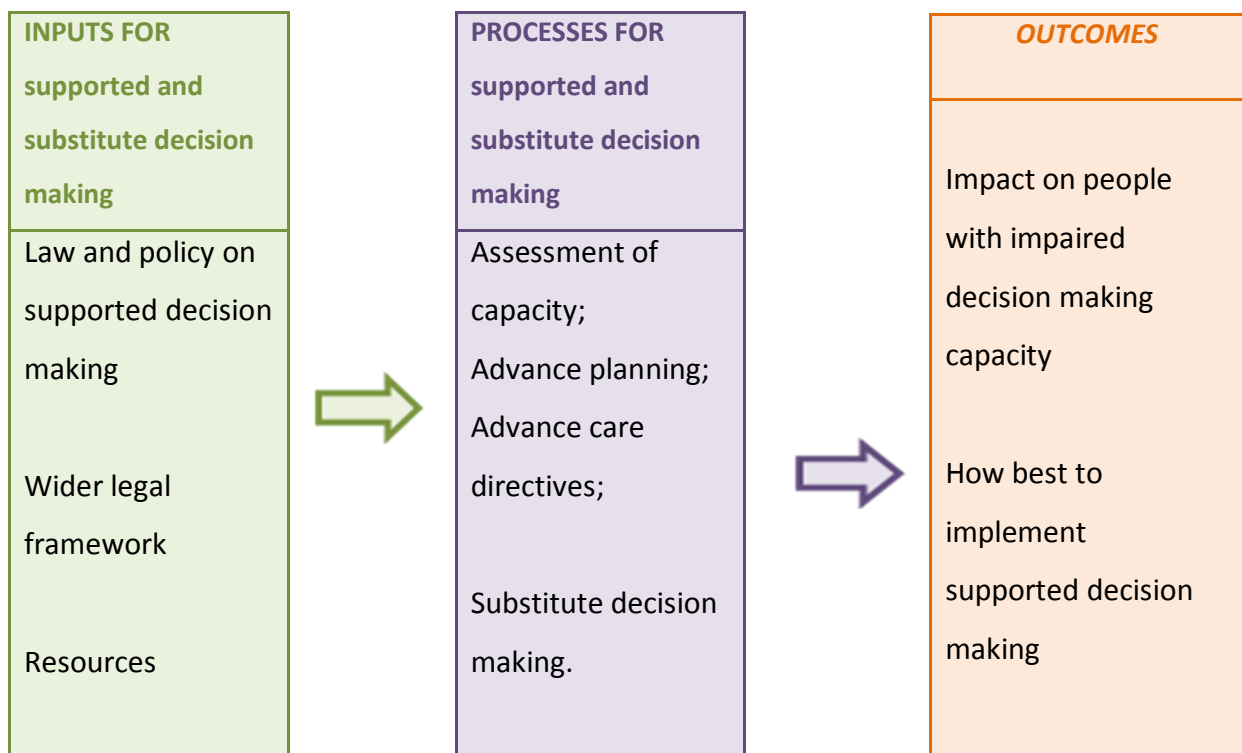 INPUTS FOR
supported and
substitute decision
making
Law and policy on
supported decision
making
Wider legal
framework
Resources
PROCESSES FOR
supported and
substitute decision
making
Assessment of
capacity;
Advance planning;
Advance care
directives;
Substitute decision
making.
OUTCOMES
Impact on people
with impaired
decision making
capacity
How best to
implement
supported decision
making